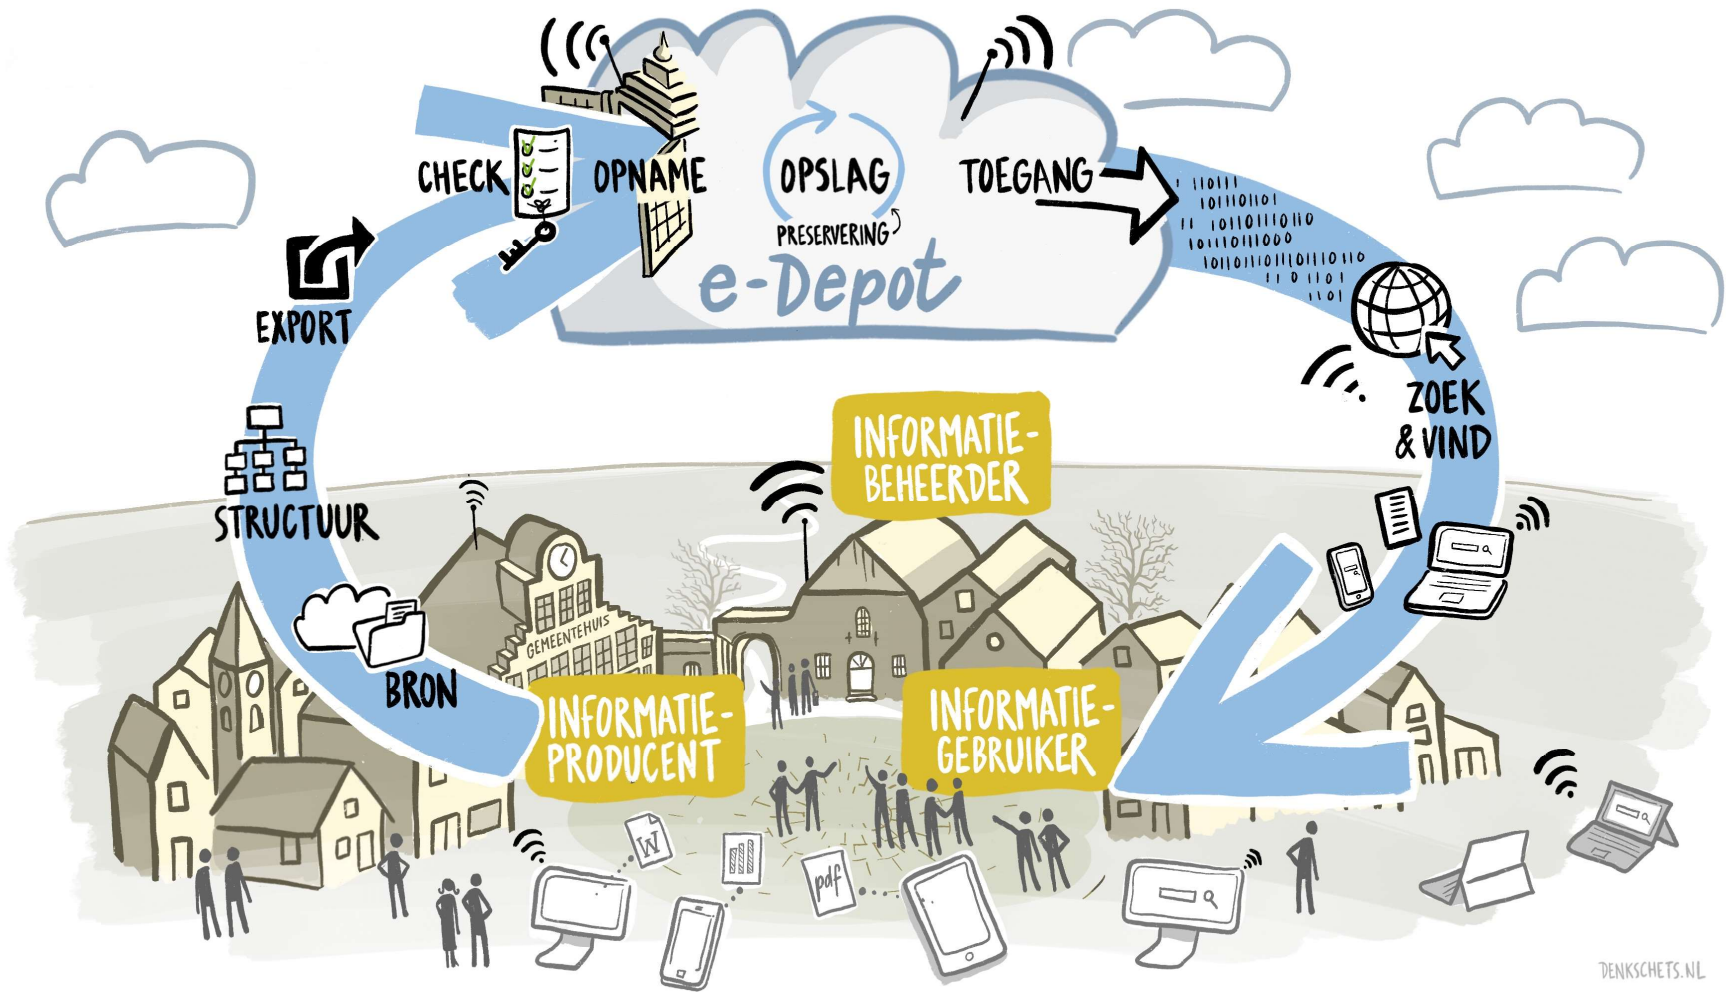 CHECK
OPNAME
OPSLAG
PRESERVERING
e-Depot
TOEGANG
EXPORT
STRUCTUUR
BRON
ZOEK
& VIND
INFORMATIE-
BEHEERDER
GEMEENTEHUIS
INFORMATIE-
PRODUCENT
INFORMATIE-
GEBRUIKER
W
pdf
DENKSCHETS.NL